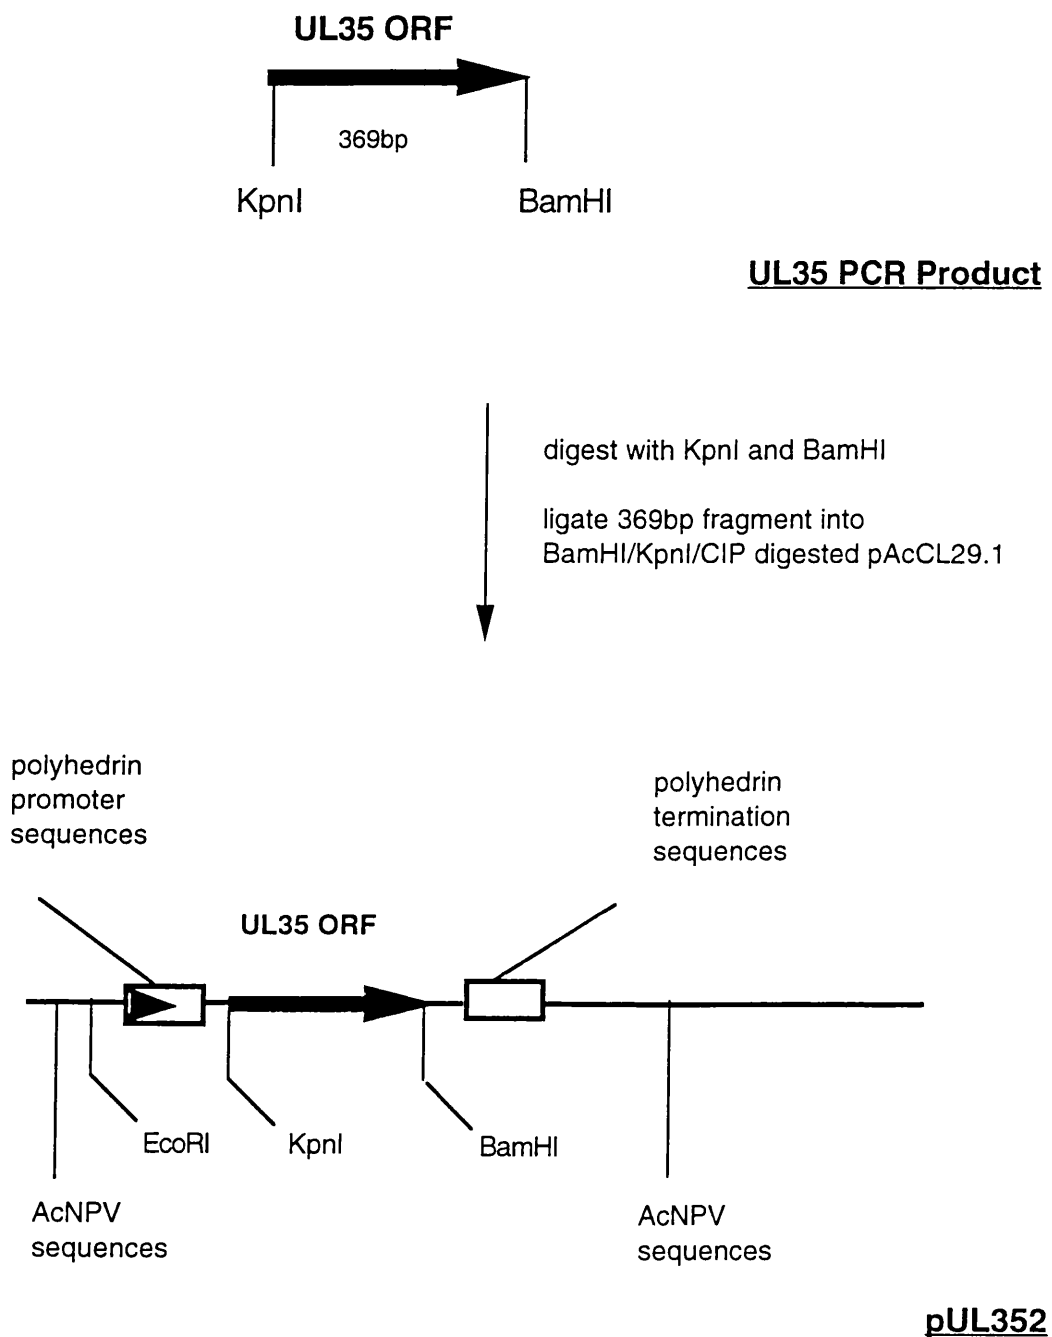 UL35 ORF
369bp
KpnI
BamHI
UL35 PCR Product
digest with KpnI and BamHI
ligate 369bp fragment into
BamHI/KpnI/CIP digested pAcCL29.1
polyhedrin
promoter
sequences
polyhedrin
termination
sequences
UL35 ORF
EcoRI
KpnI
BamHI
AcNPV
sequences
AcNPV
sequences
pUL352